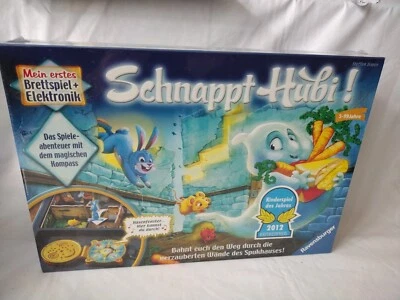 Mein erstes
Brettspiel +
Elektronik
Schnappt Hubi!
Das Spiele-
abenteuer mit
dem magischen
Kompass
Kinderspiel
des Jahres
2012
Bahnt euch den Weg durch die
verzauberten Wände des Spukhauses!
Ravensburger